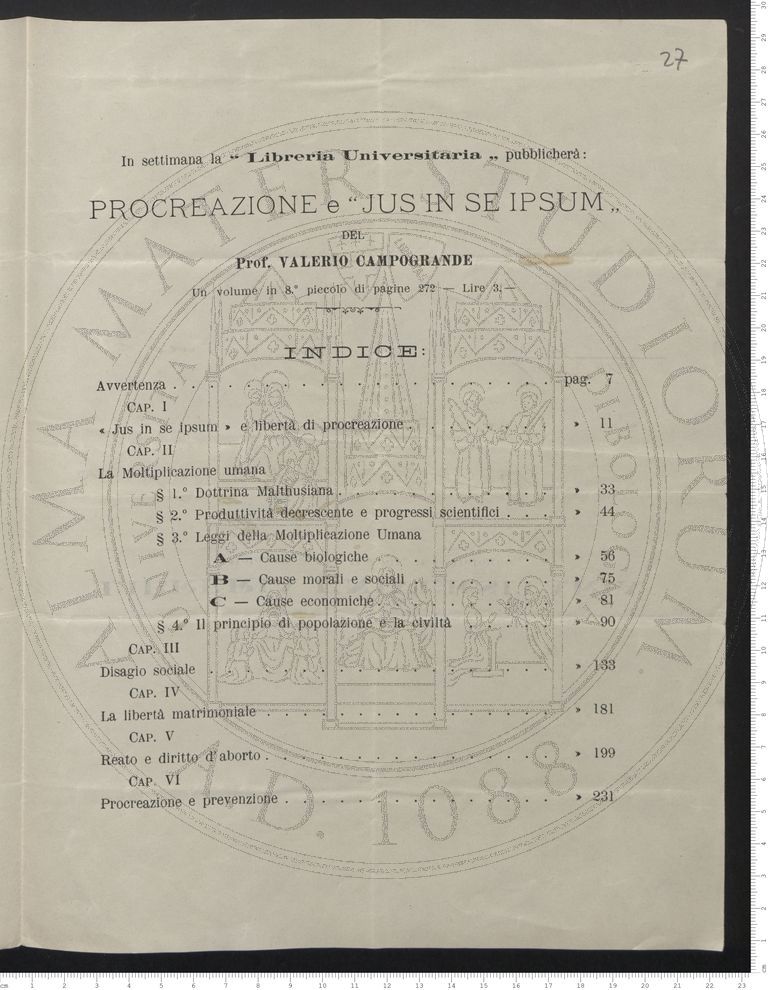 27
In settimana la “ Libreria Universitaria „ pubblicherà:
PROCREAZIONE e “JUS IN SE IPSUM„
DEL
Prof. VALERIO CAMPOGRANDE
Un volume in 8.° piccolo di pagine 272 — Lire 3,—
INDICE:
Avvertenza . . . . . . . . . . . . . . . . . pag. 7
CAP. I
« Jus in se ipsum » e libertà di procreazione . . . . . . . » 11
CAP. II
La Moltiplicazione umana
§ 1.° Dottrina Malthusiana . . . . . . . . . . » 33
§ 2.° Produttività decrescente e progressi scientifici . . . » 44
§ 3.° Leggi della Moltiplicazione Umana
A — Cause biologiche . . . . . . . . » 56
B — Cause morali e sociali . . . . . . . » 75
C — Cause economiche . . . . . . . . » 81
§ 4.° Il principio di popolazione e la civiltà . . . . . » 90
CAP. III
Disagio sociale . . . . . . . . . . . . . . . . » 133
CAP. IV
La libertà matrimoniale . . . . . . . . . . . . . » 181
CAP. V
Reato e diritto d'aborto . . . . . . . . . . . . . » 199
CAP. VI
Procreazione e prevenzione . . . . . . . . . . . . » 231
ALMA MATER STUDIORUM
A.D. 1088